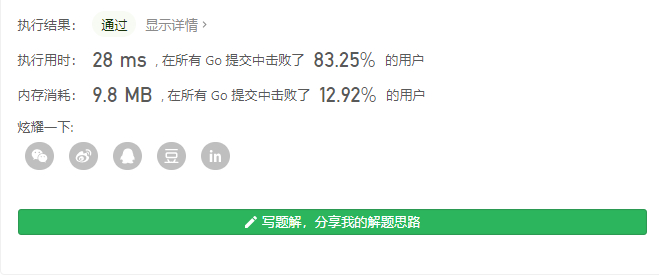 执行结果： 通过 显示详情 ›
执行用时： 28 ms , 在所有 Go 提交中击败了 83.25% 的用户
内存消耗： 9.8 MB , 在所有 Go 提交中击败了 12.92% 的用户
炫耀一下:
豆 in
写题解，分享我的解题思路